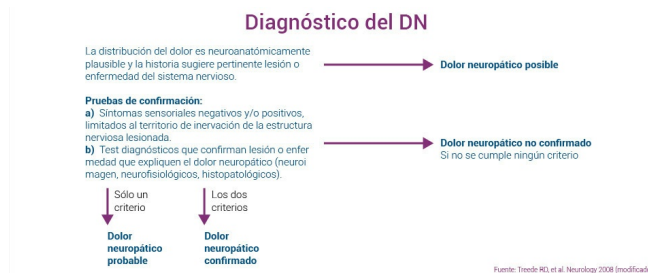 Diagnóstico del DN
La distribución del dolor es neuroanatómicamente
plausible y la historia sugiere pertinente lesión o
enfermedad del sistema nervioso.
Dolor neuropático posible
Pruebas de confirmación:
a) Síntomas sensoriales negativos y/o positivos,
limitados al territorio de inervación de la estructura
nerviosa lesionada.
b) Test diagnósticos que confirman lesión o enfer
medad que expliquen el dolor neuropático (neuroi
magen, neurofisiológicos, histopatológicos).
Dolor neuropático no confirmado
Si no se cumple ningún criterio
Sólo un
criterio
Los dos
criterios
Dolor
neuropático
probable
Dolor
neuropático
confirmado
Fuente: Treede RD, et al. Neurology 2008 (modificad